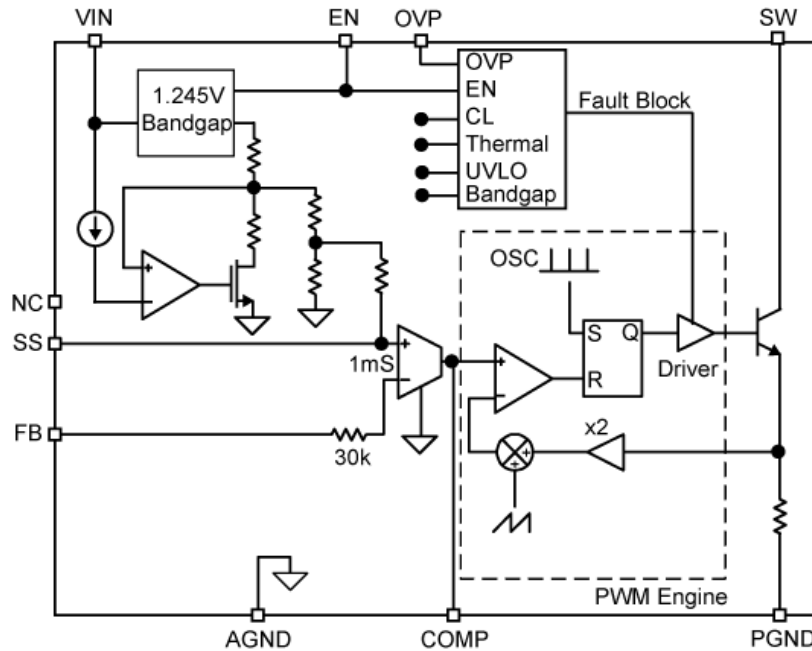 VIN
EN
OVP
SW
OVP
1.245V
Bandgap
EN
Fault Block
CL
Thermal
UVLO
Bandgap
+
−
OSC
NC
SS
1mS
+
−
+
−
S Q
R
Driver
FB
30k
x2
+
+
PWM Engine
AGND
COMP
PGND